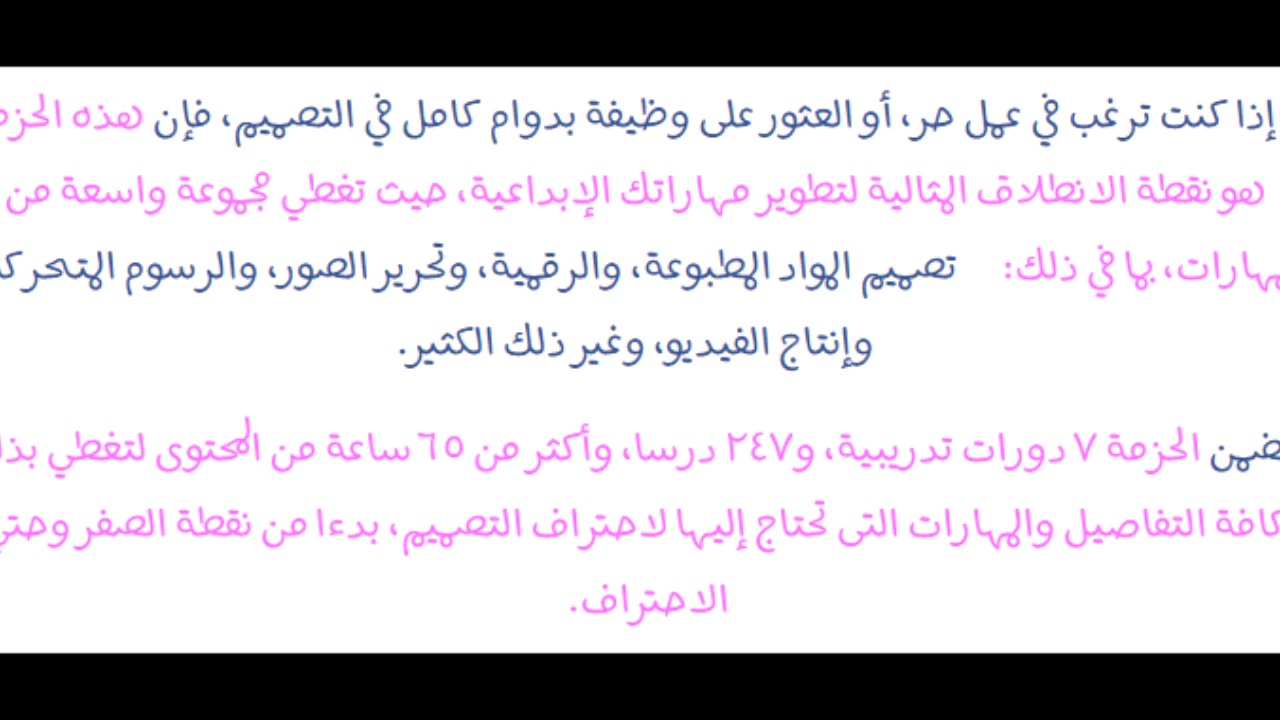 إذا كنت ترغب في عمل حر، أو العثور على وظيفة بدوام كامل في التصميم، فإن هذه
هو نقطة الانطلاق المثالية لتطوير مهاراتك الإبداعية، حيث تغطي مجموعة واسعة من
بما في ذلك: تصميم المواد المطبوعة، والرقمية، وتحرير الصور، والرسوم
وإنتاج الفيديو، وغير ذلك الكثير.
الحزمة ٧ دورات تدريبية، و٢٤٧ درسا، وأكثر من ٦٥ ساعة من المحتوى لتغطي
كافة التفاصيل والمهارات التى تحتاج إليها لاحتراف التصميم، بدءا من نقطة الصفر وحتي
الاحتراف.